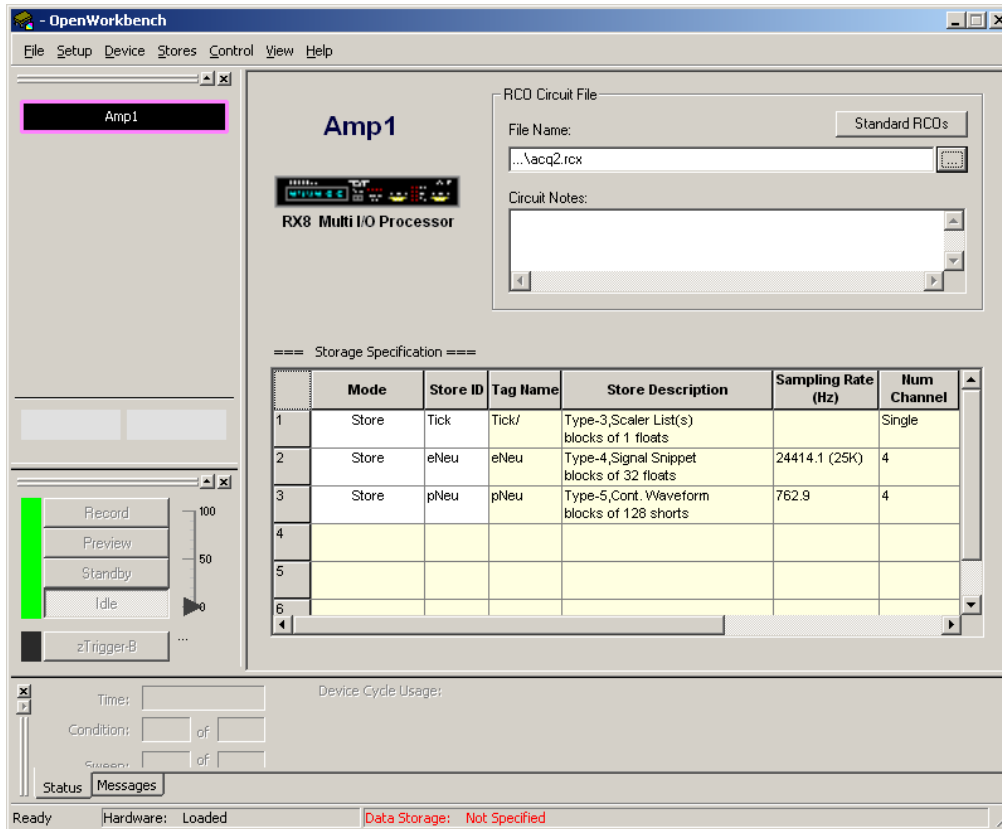 - OpenWorkbench
File Setup Device Stores Control View Help
Amp1
Amp1
RX8 Multi I/O Processor
RCO Circuit File
File Name:
Standard RCOs
...\acq2.rcx
...
Circuit Notes:
=== Storage Specification ===
Mode Store ID Tag Name Store Description Sampling Rate (Hz) Num Channel
1 Store Tick Tick/ Type-3,Scaler List(s) blocks of 1 floats Single
2 Store eNeu eNeu Type-4,Signal Snippet blocks of 32 floats 24414.1 (25K) 4
3 Store pNeu pNeu Type-5,Cont. Waveform blocks of 128 shorts 762.9 4
4
5
6
Record
Preview
Standby
Idle
100
50
0
zTrigger-B ...
Time:
Device Cycle Usage:
Condition: of
Sweep: of
Status Messages
Ready Hardware: Loaded Data Storage: Not Specified